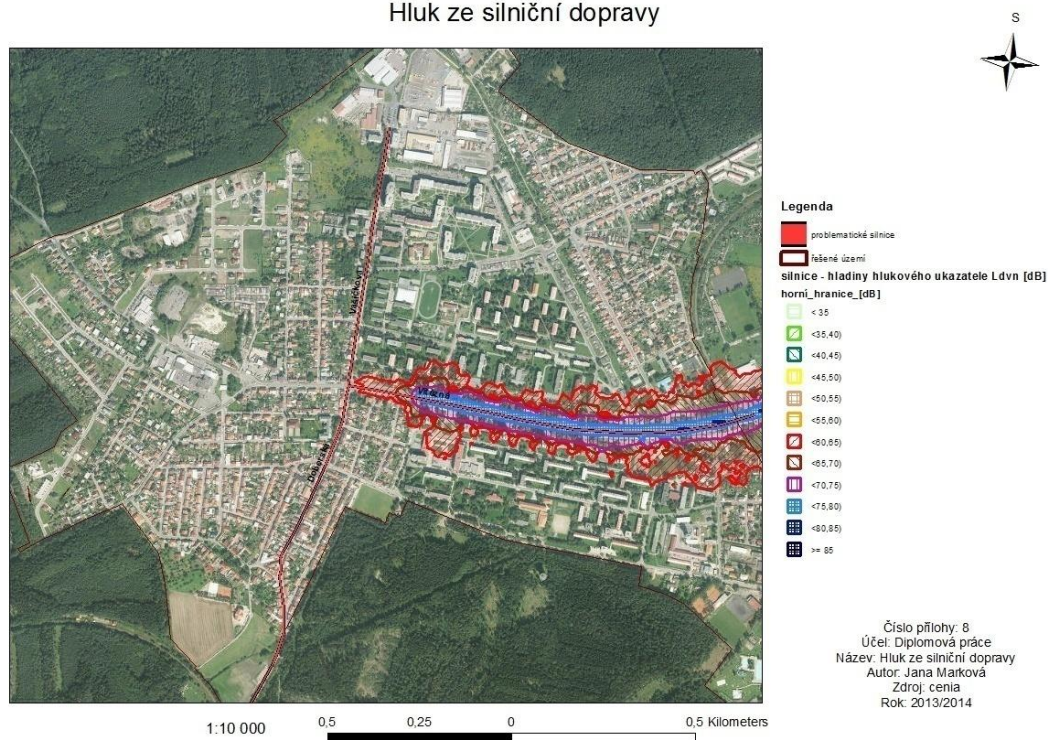 Hluk ze silniční dopravy
S
Legenda
problematické silnice
řešené území
silnice - hladiny hlukového ukazatele Ldvn [dB]
horní_hranice_[dB]
< 35
<35,40)
<40,45)
<45,50)
<50,55)
<55,60)
<60,65)
<65,70)
<70,75)
<75,80)
<80,85)
>= 85
Číslo přílohy: 8
Účel: Diplomová práce
Název: Hluk ze silniční dopravy
Autor: Jana Marková
Zdroj: cenia
Rok: 2013/2014
1:10 000
0,5 0,25 0 0,5 Kilometers